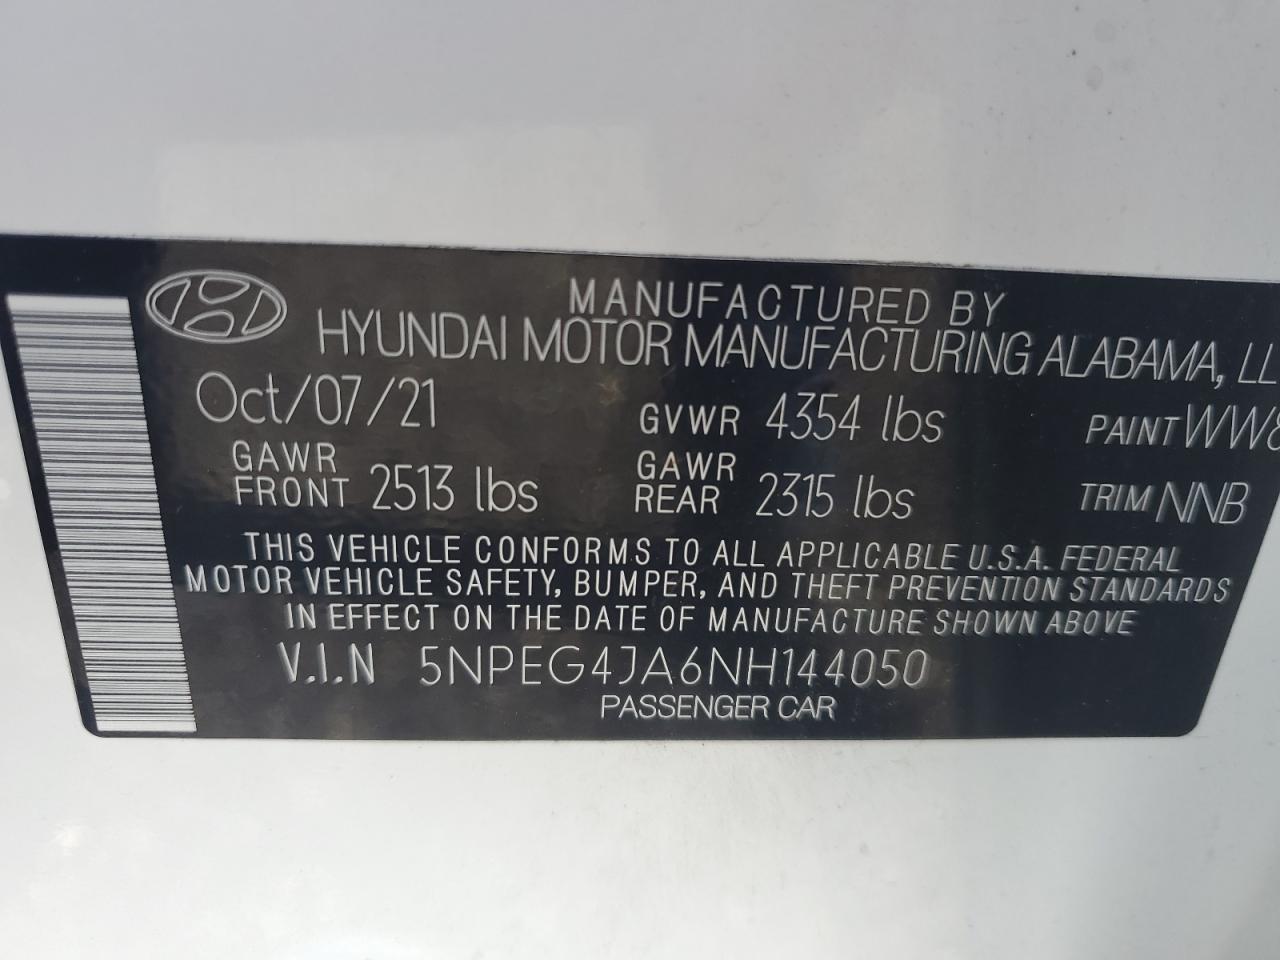 MANUFACTURED BY
HYUNDAI MOTOR MANUFACTURING ALABAMA, LL
Oct/07/21 GVWR 4354 lbs PAINT WW8
GAWR FRONT 2513 lbs GAWR REAR 2315 lbs TRIM NNB
THIS VEHICLE CONFORMS TO ALL APPLICABLE U.S.A. FEDERAL
MOTOR VEHICLE SAFETY, BUMPER, AND THEFT PREVENTION STANDARDS
IN EFFECT ON THE DATE OF MANUFACTURE SHOWN ABOVE
V.I.N 5NPEG4JA6NH144050
PASSENGER CAR